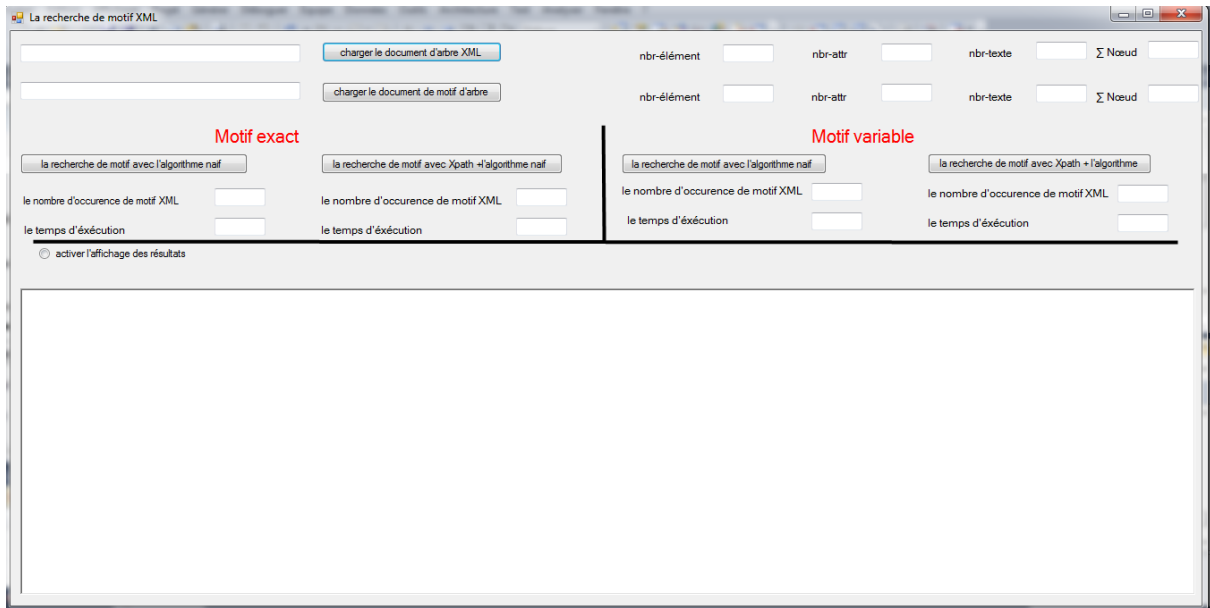 La recherche de motif XML
charger le document d'arbre XML
nbr-élément
nbr-attr
nbr-texte
∑ Nœud
charger le document de motif d'arbre
nbr-élément
nbr-attr
nbr-texte
∑ Nœud
Motif exact
Motif variable
la recherche de motif avec l'algorithme naif
la recherche de motif avec Xpath +l'algorithme naif
la recherche de motif avec l'algorithme naif
la recherche de motif avec Xpath + l'algorithme
le nombre d'occurence de motif XML
le nombre d'occurence de motif XML
le nombre d'occurence de motif XML
le nombre d'occurence de motif XML
le temps d'éxécution
le temps d'éxécution
le temps d'éxécution
le temps d'éxécution
activer l'affichage des résultats